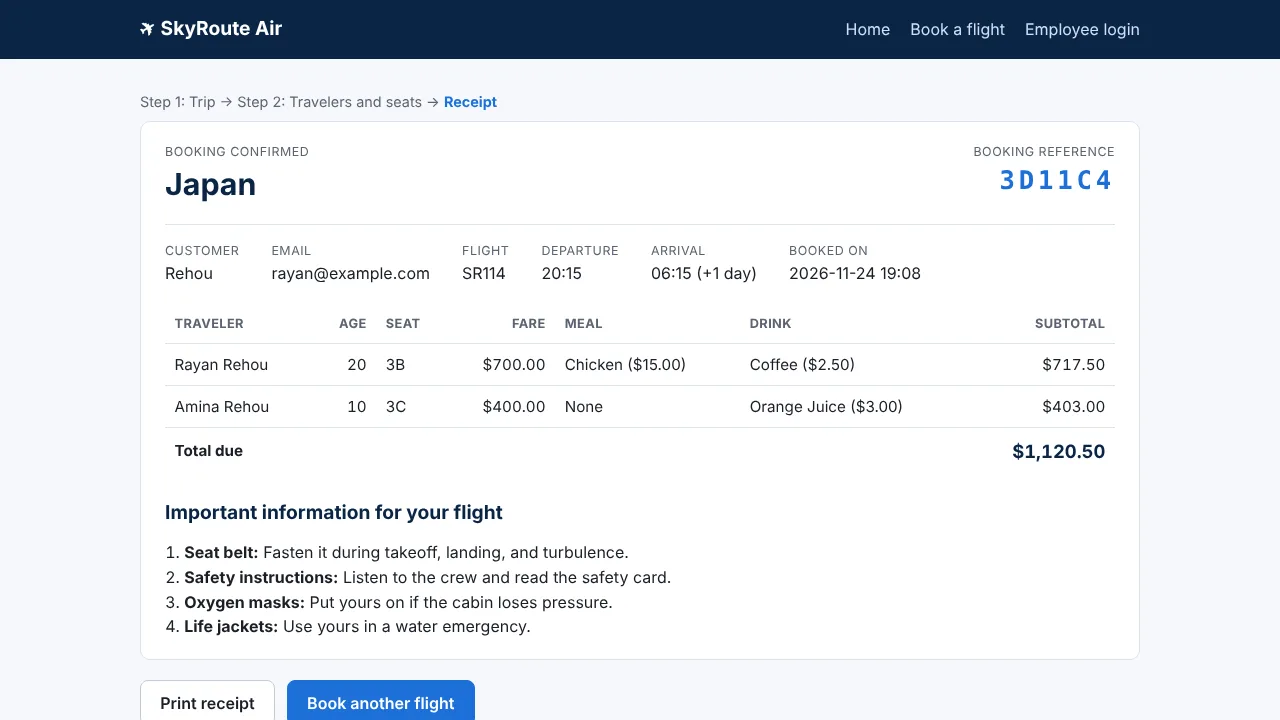 ✈ SkyRoute Air
Home Book a flight Employee login
Step 1: Trip → Step 2: Travelers and seats → Receipt
BOOKING CONFIRMED BOOKING REFERENCE
Japan 3D11C4
CUSTOMER EMAIL FLIGHT DEPARTURE ARRIVAL BOOKED ON
Rehou rayan@example.com SR114 20:15 06:15 (+1 day) 2026-11-24 19:08
TRAVELER AGE SEAT FARE MEAL DRINK SUBTOTAL
Rayan Rehou 20 3B $700.00 Chicken ($15.00) Coffee ($2.50) $717.50
Amina Rehou 10 3C $400.00 None Orange Juice ($3.00) $403.00
Total due $1,120.50
Important information for your flight
1. Seat belt: Fasten it during takeoff, landing, and turbulence.
2. Safety instructions: Listen to the crew and read the safety card.
3. Oxygen masks: Put yours on if the cabin loses pressure.
4. Life jackets: Use yours in a water emergency.
Print receipt Book another flight